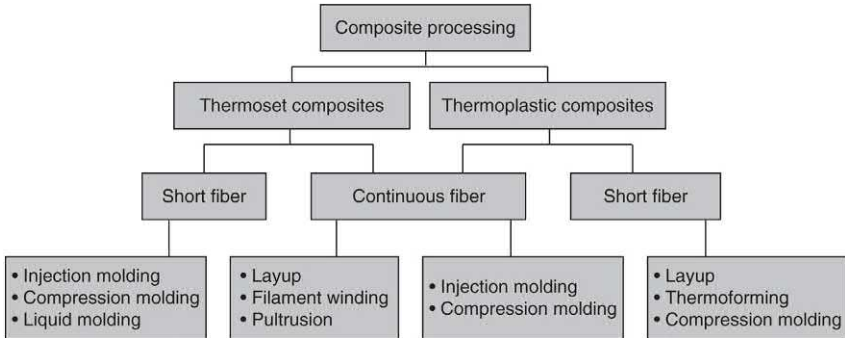 Composite processing
Thermoset composites
Thermoplastic composites
Short fiber
Continuous fiber
Short fiber
• Injection molding
• Compression molding
• Liquid molding
• Layup
• Filament winding
• Pultrusion
• Injection molding
• Compression molding
• Layup
• Thermoforming
• Compression molding